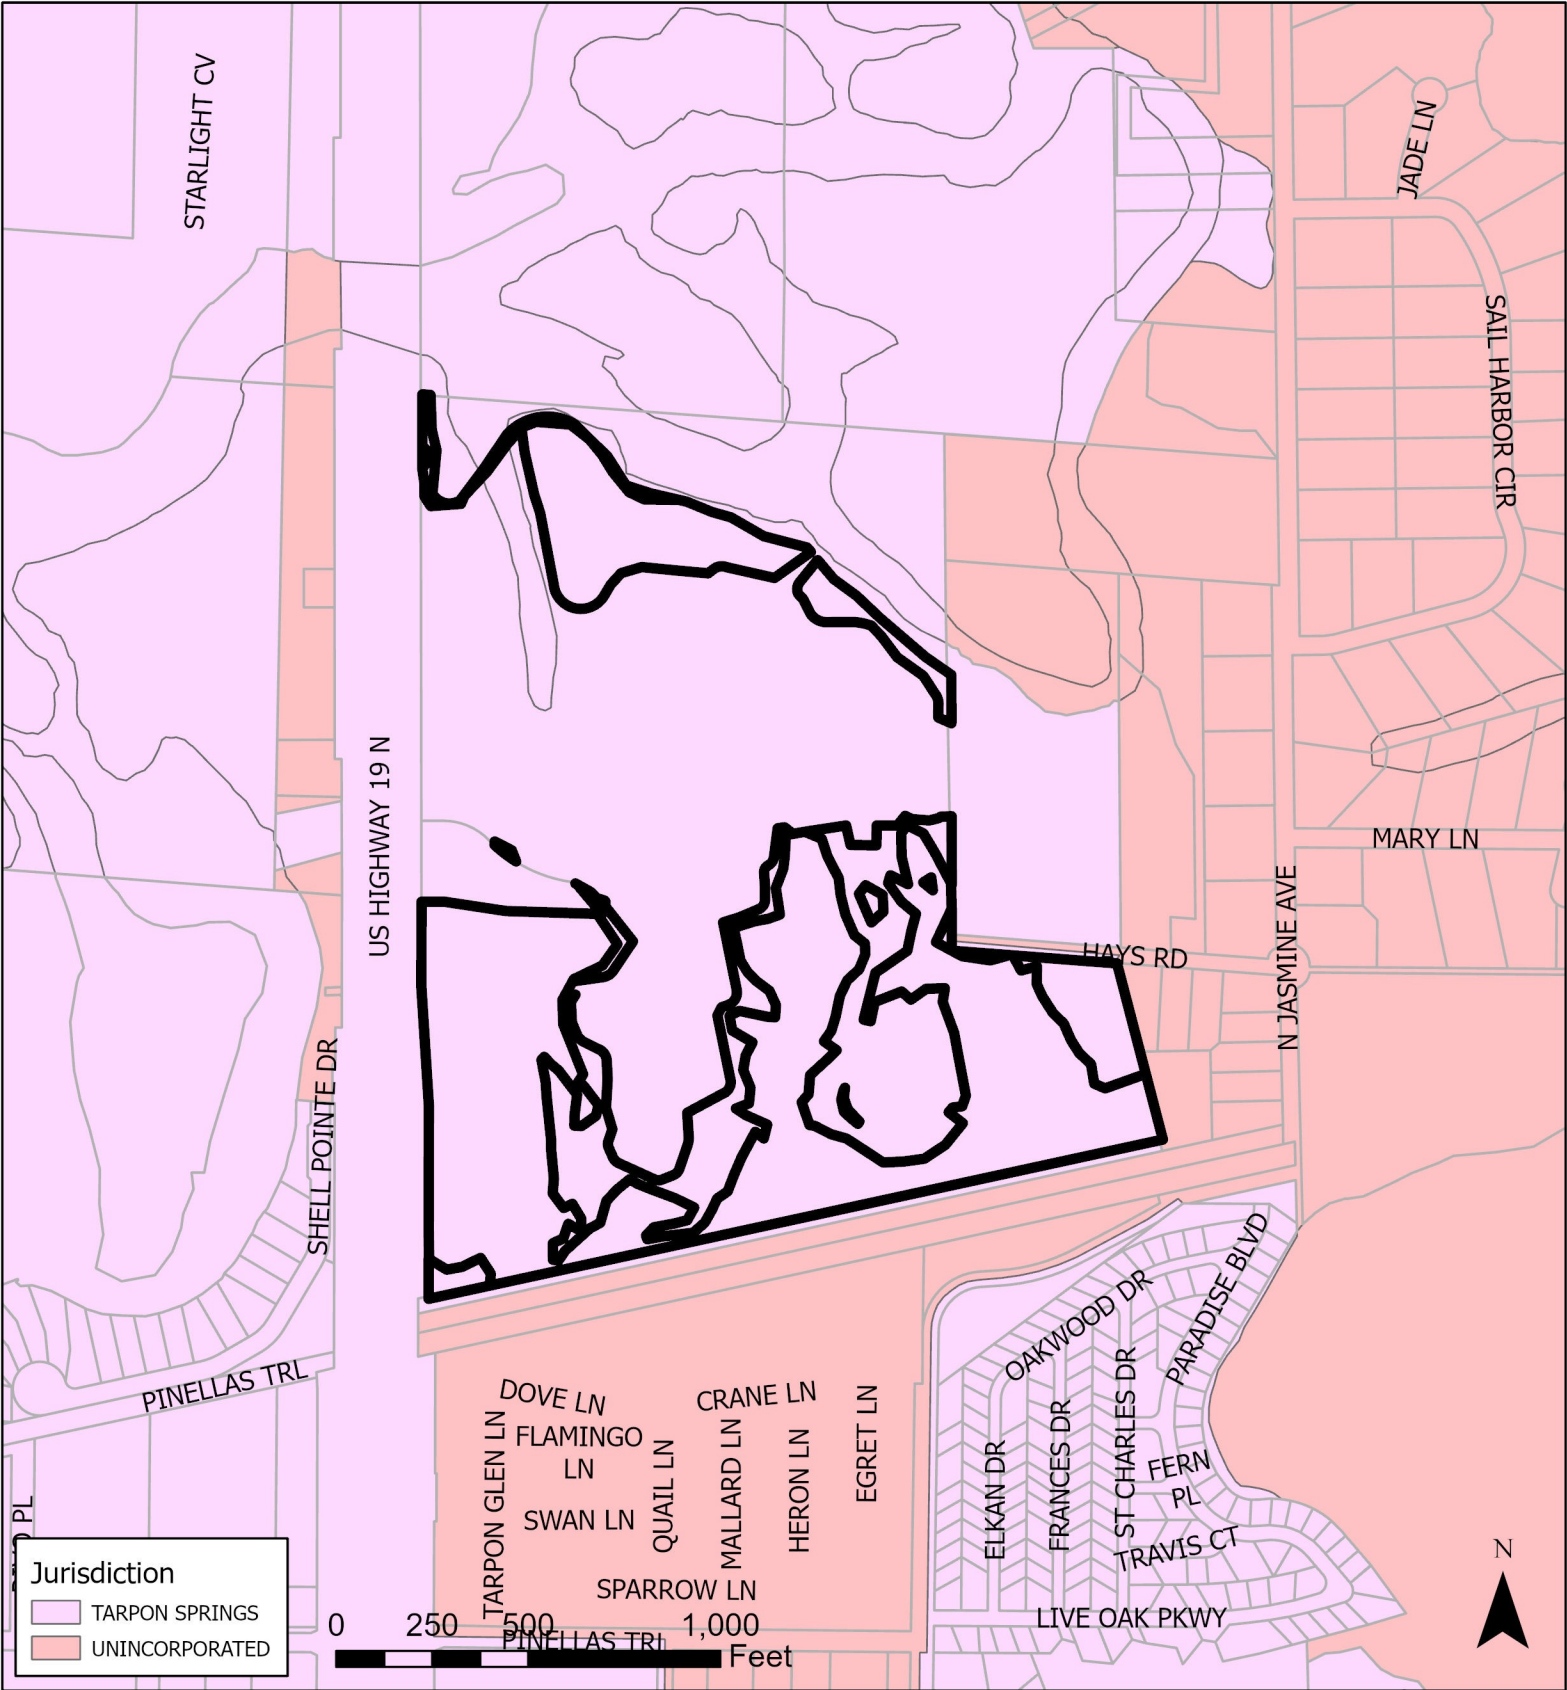 STARLIGHT CV
JADE LN
SAIL HARBOR CIR
US HIGHWAY 19 N
MARY LN
HAYS RD
N JASMINE AVE
SHELL POINTE DR
PARADISE BLVD
OAKWOOD DR
PINELLAS TRL
DOVE LN
CRANE LN
EGRET LN
TARPON GLEN LN
FLAMINGO
LN
QUAIL LN
MALLARD LN
HERON LN
ELKAN DR
FRANCES DR
ST CHARLES DR
FERN
PL
SWAN LN
TRAVIS CT
SPARROW LN
LIVE OAK PKWY
PINELLAS TRL
PL
N
Jurisdiction
TARPON SPRINGS
UNINCORPORATED
0 250 500 1,000
Feet